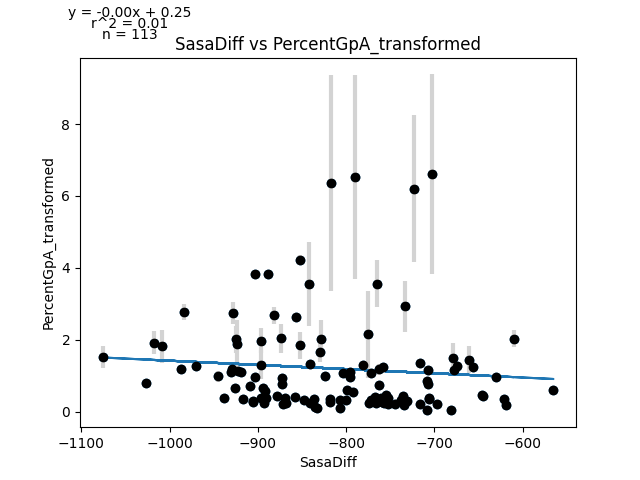 y = -0.00x + 0.25
r^2 = 0.01
n = 113
SasaDiff vs PercentGpA_transformed
PercentGpA_transformed
8
6
4
2
0
−1100
−1000
−900
−800
−700
−600
SasaDiff